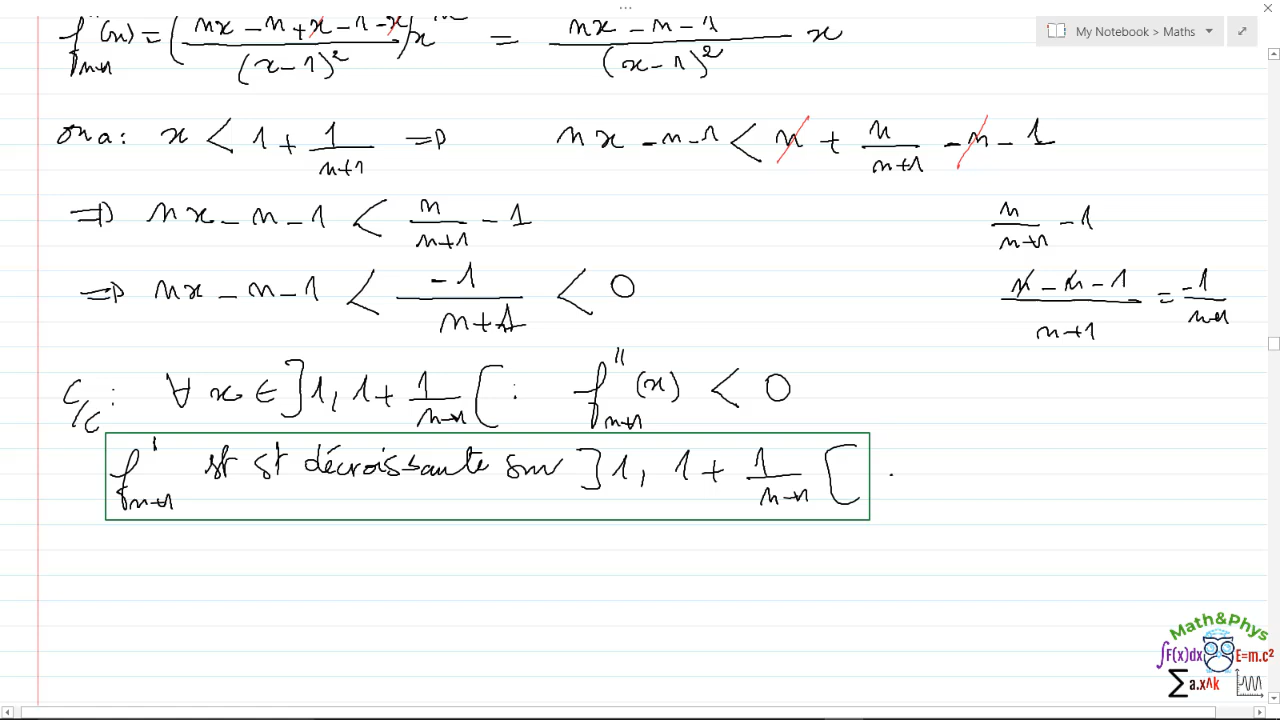 My Notebook > Maths
f''_{n+1}(x) = ( (nx - n + x - 1 - x) / (x - 1)² ) x = (nx - n - 1) / (x - 1)² x
on a : x < 1 + 1/(n+1) ⇒ nx - n - 1 < n + n/(n+1) - n - 1
⇒ nx - n - 1 < n/(n+1) - 1
n/(n+1) - 1
⇒ nx - n - 1 < -1/(n+1) < 0
(n - n - 1)/(n+1) = -1/(n+1)
C/C : ∀ x ∈ ]1, 1 + 1/(n+1)[ : f''_{n+1}(x) < 0
f'_{n+1} st st décroissante sur ]1, 1 + 1/(n+1)[ .
Math&Phys
∫F(x)dx E=m.c²
∑ a.x∧k